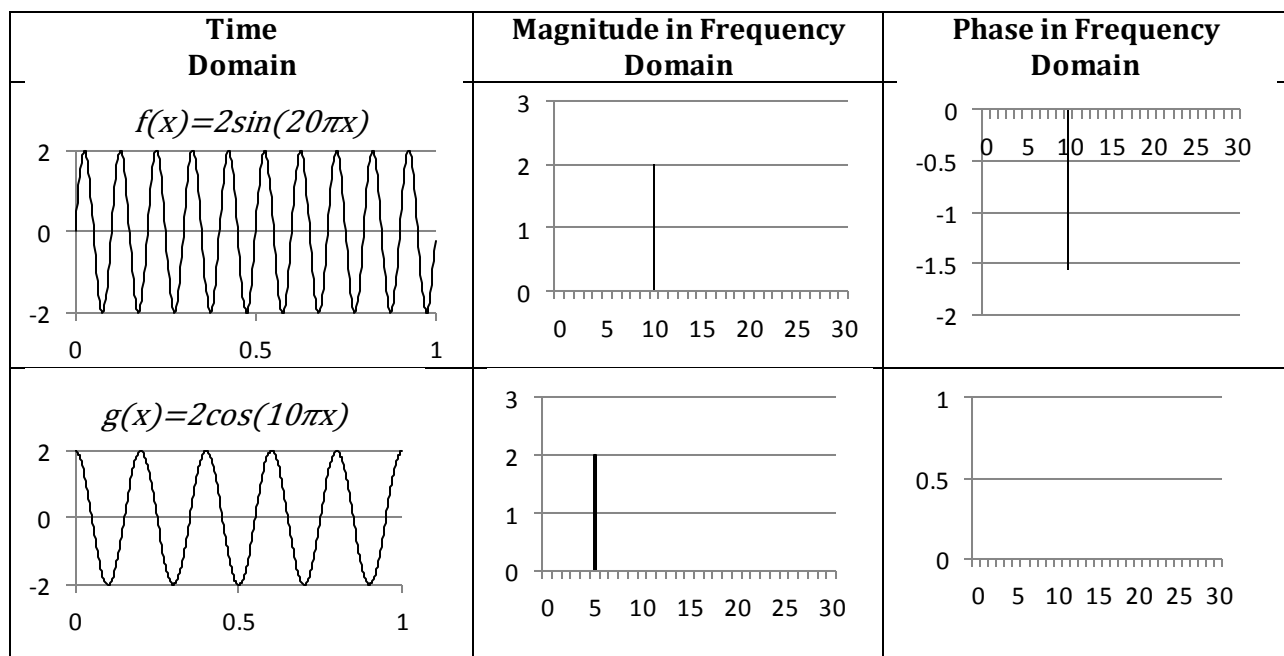 Time
Domain
Magnitude in Frequency
Domain
Phase in Frequency
Domain
f(x)=2sin(20πx)
2
0
-2
0 0.5 1
3
2
1
0
0 5 10 15 20 25 30
0
0 5 10 15 20 25 30
-0.5
-1
-1.5
-2
g(x)=2cos(10πx)
2
0
-2
0 0.5 1
3
2
1
0
0 5 10 15 20 25 30
1
0.5
0
0 5 10 15 20 25 30